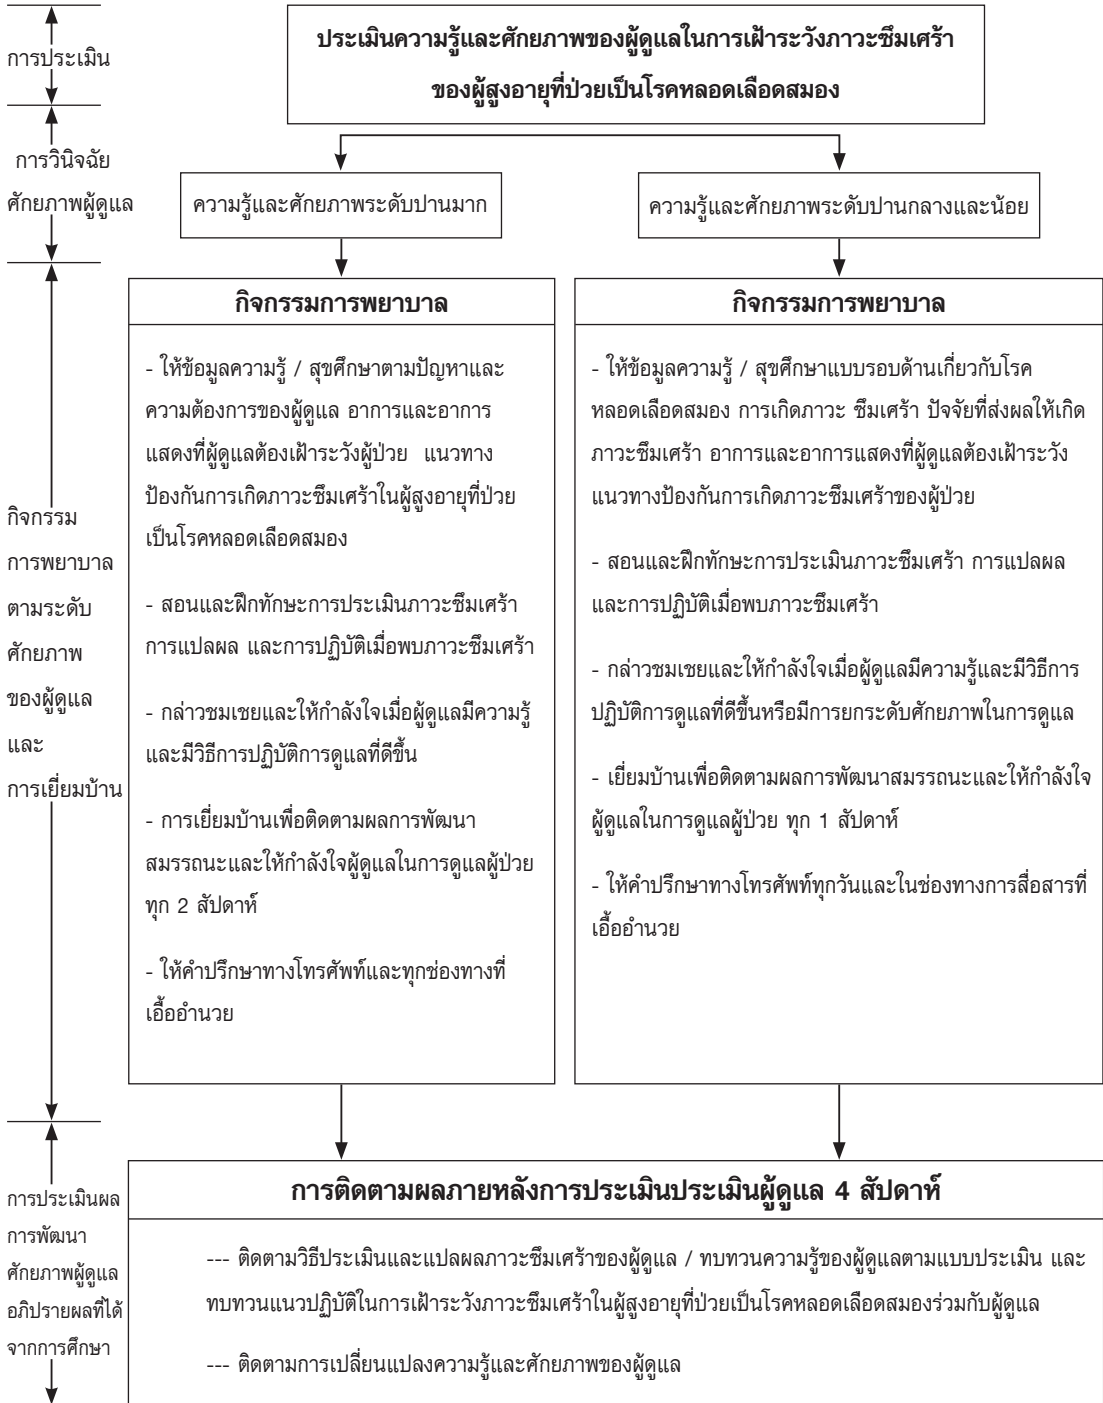 การประเมิน
ประเมินความรู้และศักยภาพของผู้ดูแลในการเฝ้าระวังภาวะซึมเศร้า
ของผู้สูงอายุที่ป่วยเป็นโรคหลอดเลือดสมอง
การวินิจฉัย
ศักยภาพผู้ดูแล
ความรู้และศักยภาพระดับปานมาก
ความรู้และศักยภาพระดับปานกลางและน้อย
กิจกรรม
การพยาบาล
ตามระดับ
ศักยภาพ
ของผู้ดูแล
และ
การเยี่ยมบ้าน
กิจกรรมการพยาบาล
- ให้ข้อมูลความรู้ / สุขศึกษาตามปัญหาและ
ความต้องการของผู้ดูแล อาการและอาการ
แสดงที่ผู้ดูแลต้องเฝ้าระวังผู้ป่วย แนวทาง
ป้องกันการเกิดภาวะซึมเศร้าในผู้สูงอายุที่ป่วย
เป็นโรคหลอดเลือดสมอง
- สอนและฝึกทักษะการประเมินภาวะซึมเศร้า
การแปลผล และการปฏิบัติเมื่อพบภาวะซึมเศร้า
- กล่าวชมเชยและให้กำลังใจเมื่อผู้ดูแลมีความรู้
และมีวิธีการปฏิบัติการดูแลที่ดีขึ้น
- การเยี่ยมบ้านเพื่อติดตามผลการพัฒนา
สมรรถนะและให้กำลังใจผู้ดูแลในการดูแลผู้ป่วย
ทุก 2 สัปดาห์
- ให้คำปรึกษาทางโทรศัพท์และทุกช่องทางที่
เอื้ออำนวย
กิจกรรมการพยาบาล
- ให้ข้อมูลความรู้ / สุขศึกษาแบบรอบด้านเกี่ยวกับโรค
หลอดเลือดสมอง การเกิดภาวะ ซึมเศร้า ปัจจัยที่ส่งผลให้เกิด
ภาวะซึมเศร้า อาการและอาการแสดงที่ผู้ดูแลต้องเฝ้าระวัง
แนวทางป้องกันการเกิดภาวะซึมเศร้าของผู้ป่วย
- สอนและฝึกทักษะการประเมินภาวะซึมเศร้า การแปลผล
และการปฏิบัติเมื่อพบภาวะซึมเศร้า
- กล่าวชมเชยและให้กำลังใจเมื่อผู้ดูแลมีความรู้และมีวิธีการ
ปฏิบัติการดูแลที่ดีขึ้นหรือมีการยกระดับศักยภาพในการดูแล
- เยี่ยมบ้านเพื่อติดตามผลการพัฒนาสมรรถนะและให้กำลังใจ
ผู้ดูแลในการดูแลผู้ป่วย ทุก 1 สัปดาห์
- ให้คำปรึกษาทางโทรศัพท์ทุกวันและในช่องทางการสื่อสารที่
เอื้ออำนวย
การประเมินผล
การพัฒนา
ศักยภาพผู้ดูแล
อภิปรายผลที่ได้
จากการศึกษา
การติดตามผลภายหลังการประเมินประเมินผู้ดูแล 4 สัปดาห์
--- ติดตามวิธีประเมินและแปลผลภาวะซึมเศร้าของผู้ดูแล / ทบทวนความรู้ของผู้ดูแลตามแบบประเมิน และ
ทบทวนแนวปฏิบัติในการเฝ้าระวังภาวะซึมเศร้าในผู้สูงอายุที่ป่วยเป็นโรคหลอดเลือดสมองร่วมกับผู้ดูแล
--- ติดตามการเปลี่ยนแปลงความรู้และศักยภาพของผู้ดูแล